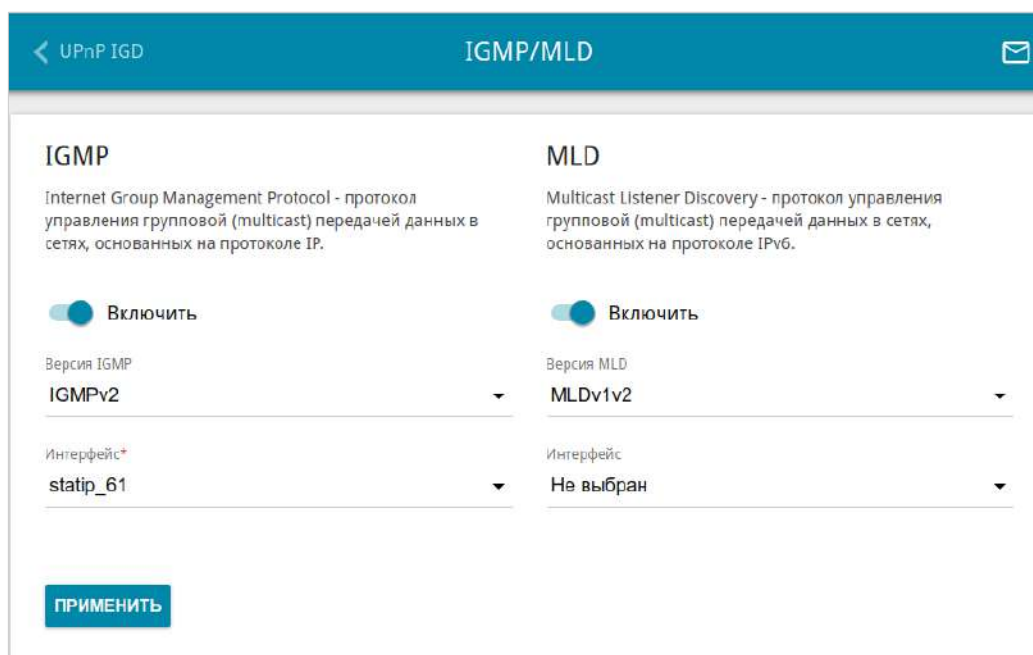 UPnP IGD
IGMP/MLD
IGMP
Internet Group Management Protocol - протокол
управления групповой (multicast) передачей данных в
сетях, основанных на протоколе IP.
Включить
Версия IGMP
IGMPv2
Интерфейс*
statip_61
MLD
Multicast Listener Discovery - протокол управления
групповой (multicast) передачей данных в сетях,
основанных на протоколе IPv6.
Включить
Версия MLD
MLDv1v2
Интерфейс
Не выбран
ПРИМЕНИТЬ